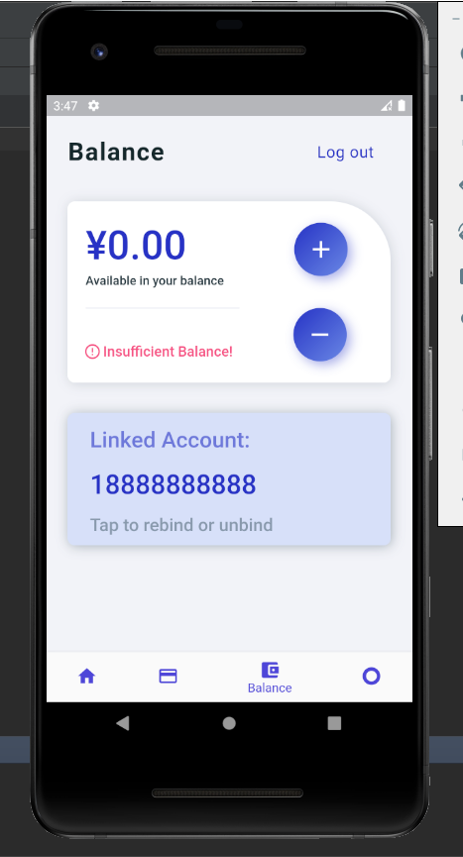 3:47
Balance
Log out
¥0.00
Available in your balance
Insufficient Balance!
Linked Account:
18888888888
Tap to rebind or unbind
Balance